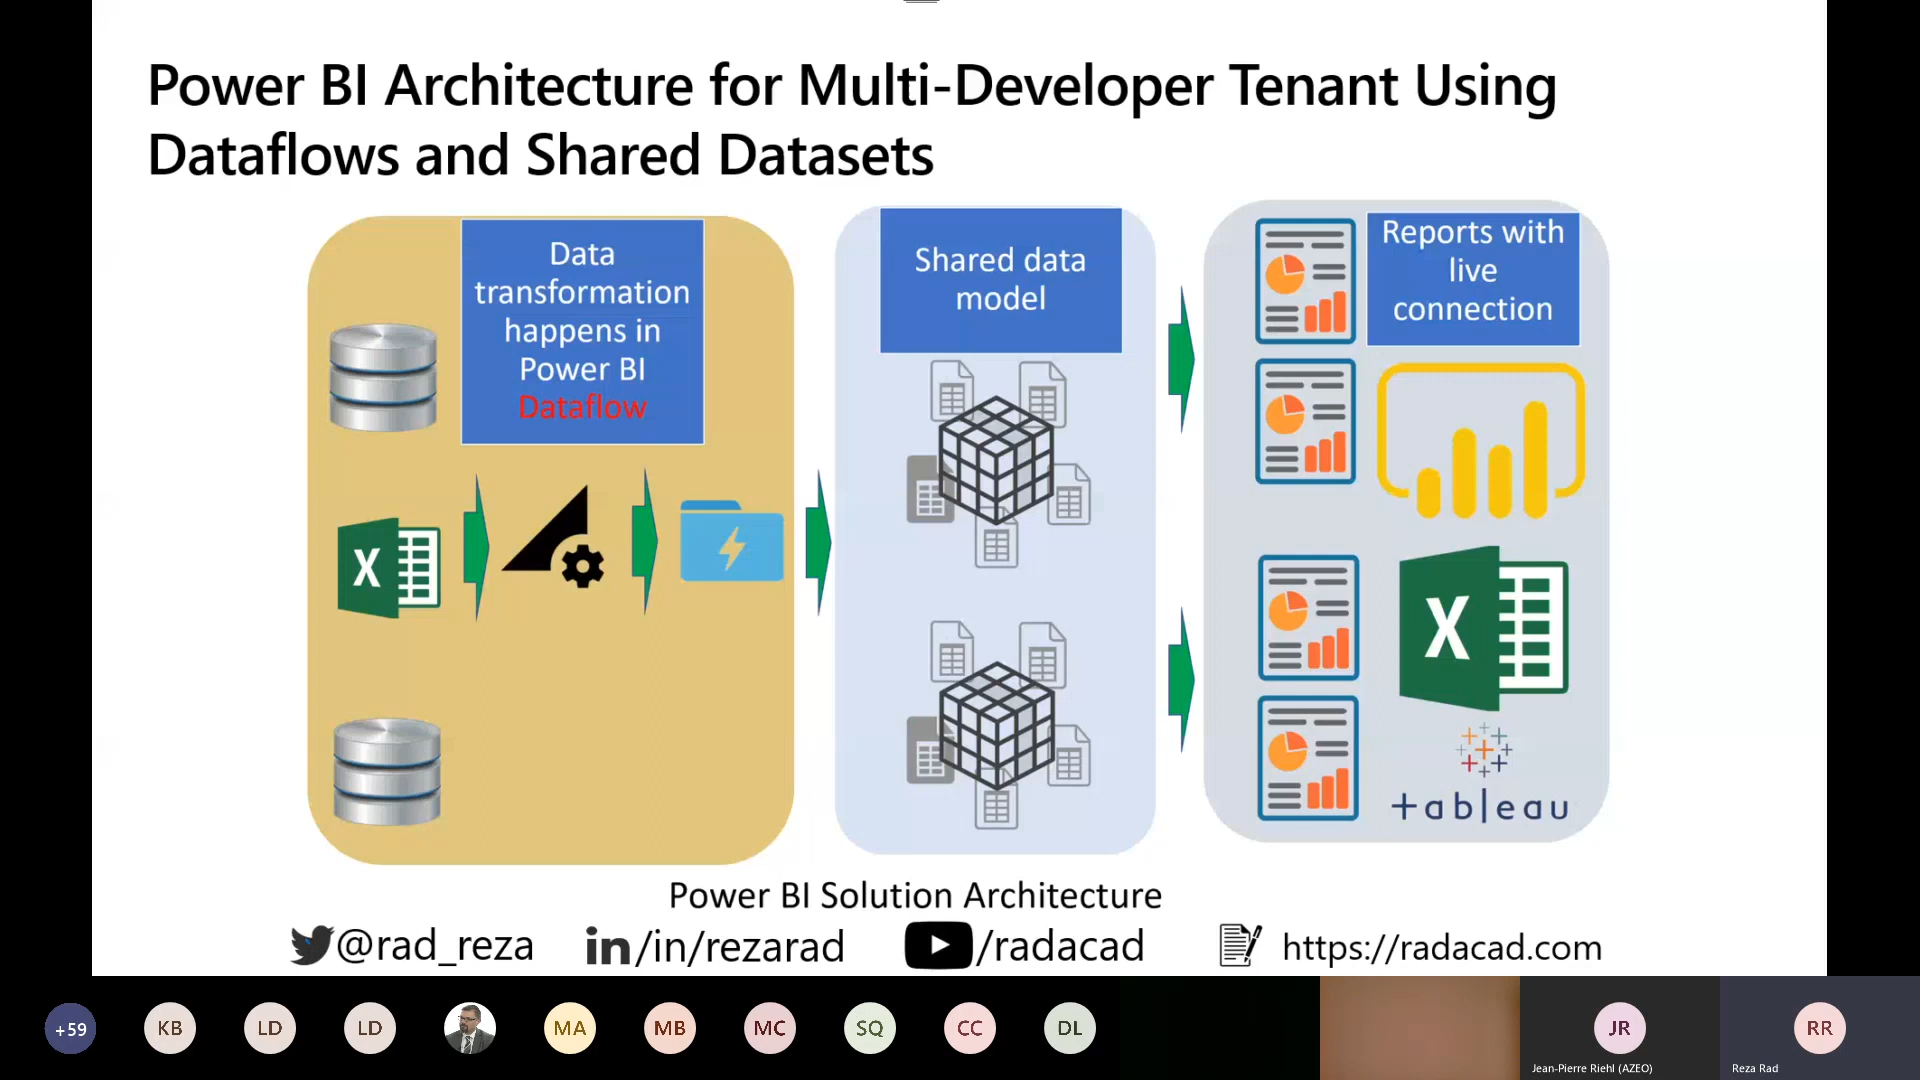 Power BI Architecture for Multi-Developer Tenant Using
Dataflows and Shared Datasets
Data
transformation
happens in
Power BI
Dataflow
Shared data
model
Reports with
live
connection
X
X
+ableau
Power BI Solution Architecture
@rad_reza
in/in/rezarad
/radacad
https://radacad.com
+59
KB
LD
LD
MA
MB
MC
SQ
CC
DL
JR
Jean-Pierre Riehl (AZEO)
RR
Reza Rad